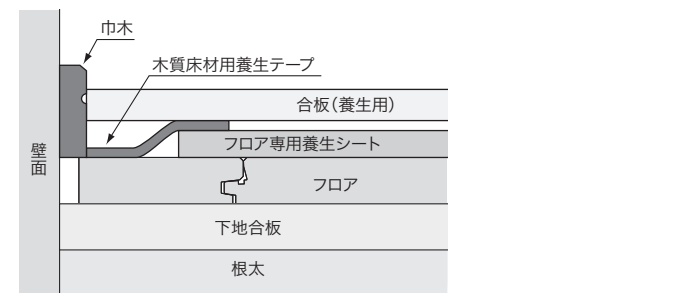 巾木
木質床材用養生テープ
合板（養生用）
フロア専用養生シート
壁面
フロア
下地合板
根太